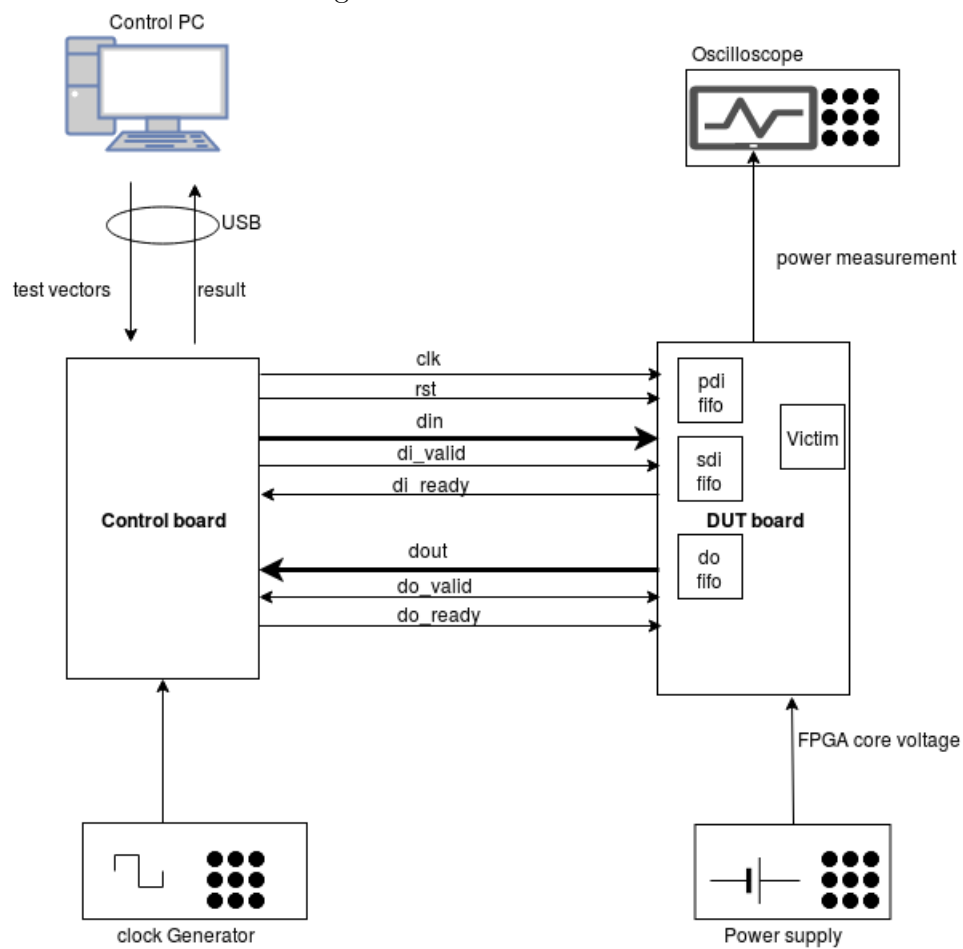 Control PC
Oscilloscope
USB
power measurement
test vectors
result
clk
rst
din
di_valid
di_ready
dout
do_valid
do_ready
Control board
pdi
fifo
Victim
sdi
fifo
DUT board
do
fifo
FPGA core voltage
clock Generator
Power supply